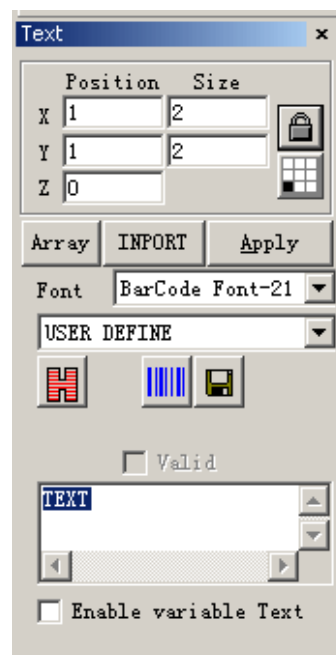 Text
Position Size
X 1 2
Y 1 2
Z 0
Array INPORT Apply
Font BarCode Font-21
USER DEFINE
Valid
TEXT
Enable variable Text